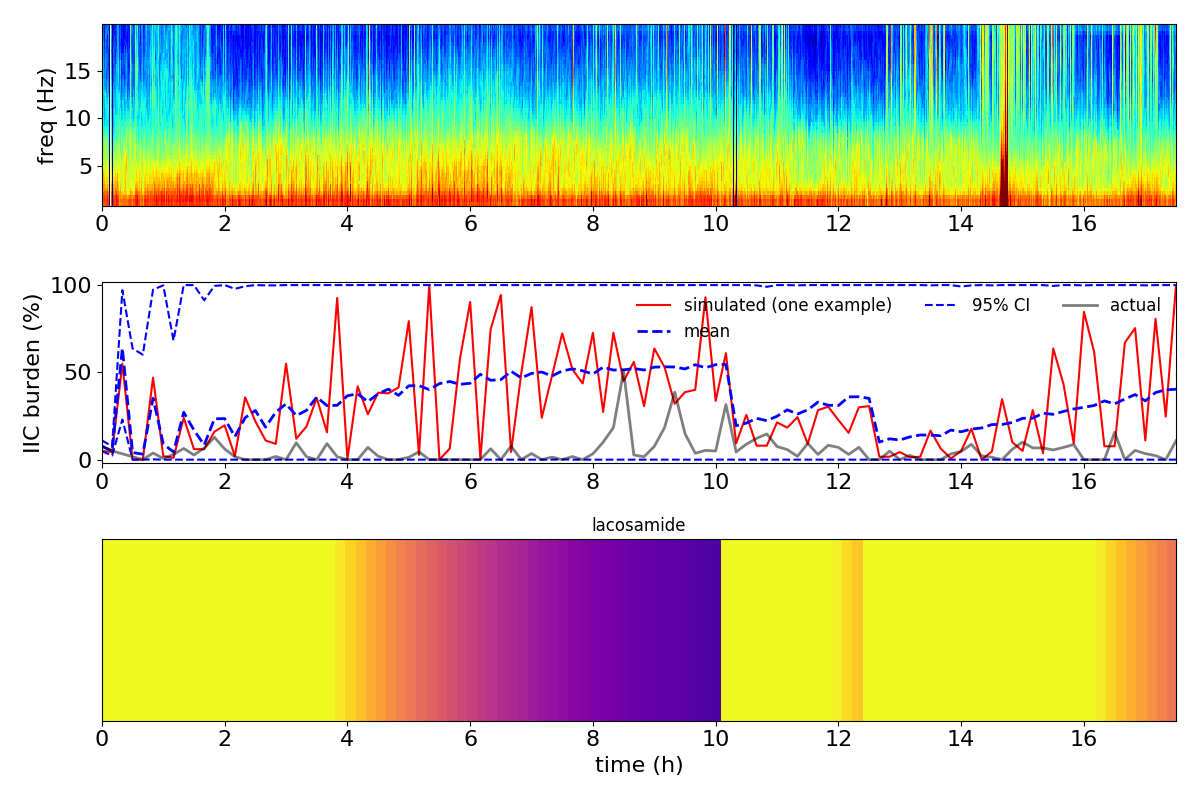 freq (Hz)
15
10
5
0 2 4 6 8 10 12 14 16
IIC burden (%)
100
50
0
simulated (one example) 95% CI actual
mean
0 2 4 6 8 10 12 14 16
lacosamide
0 2 4 6 8 10 12 14 16
time (h)